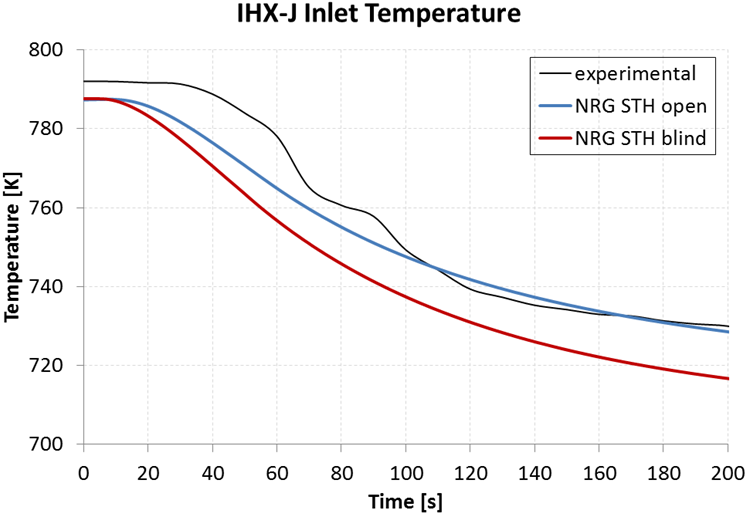 IHX-J Inlet Temperature
800
780
760
740
720
700
Temperature [K]
experimental
NRG STH open
NRG STH blind
0 20 40 60 80 100 120 140 160 180 200
Time [s]